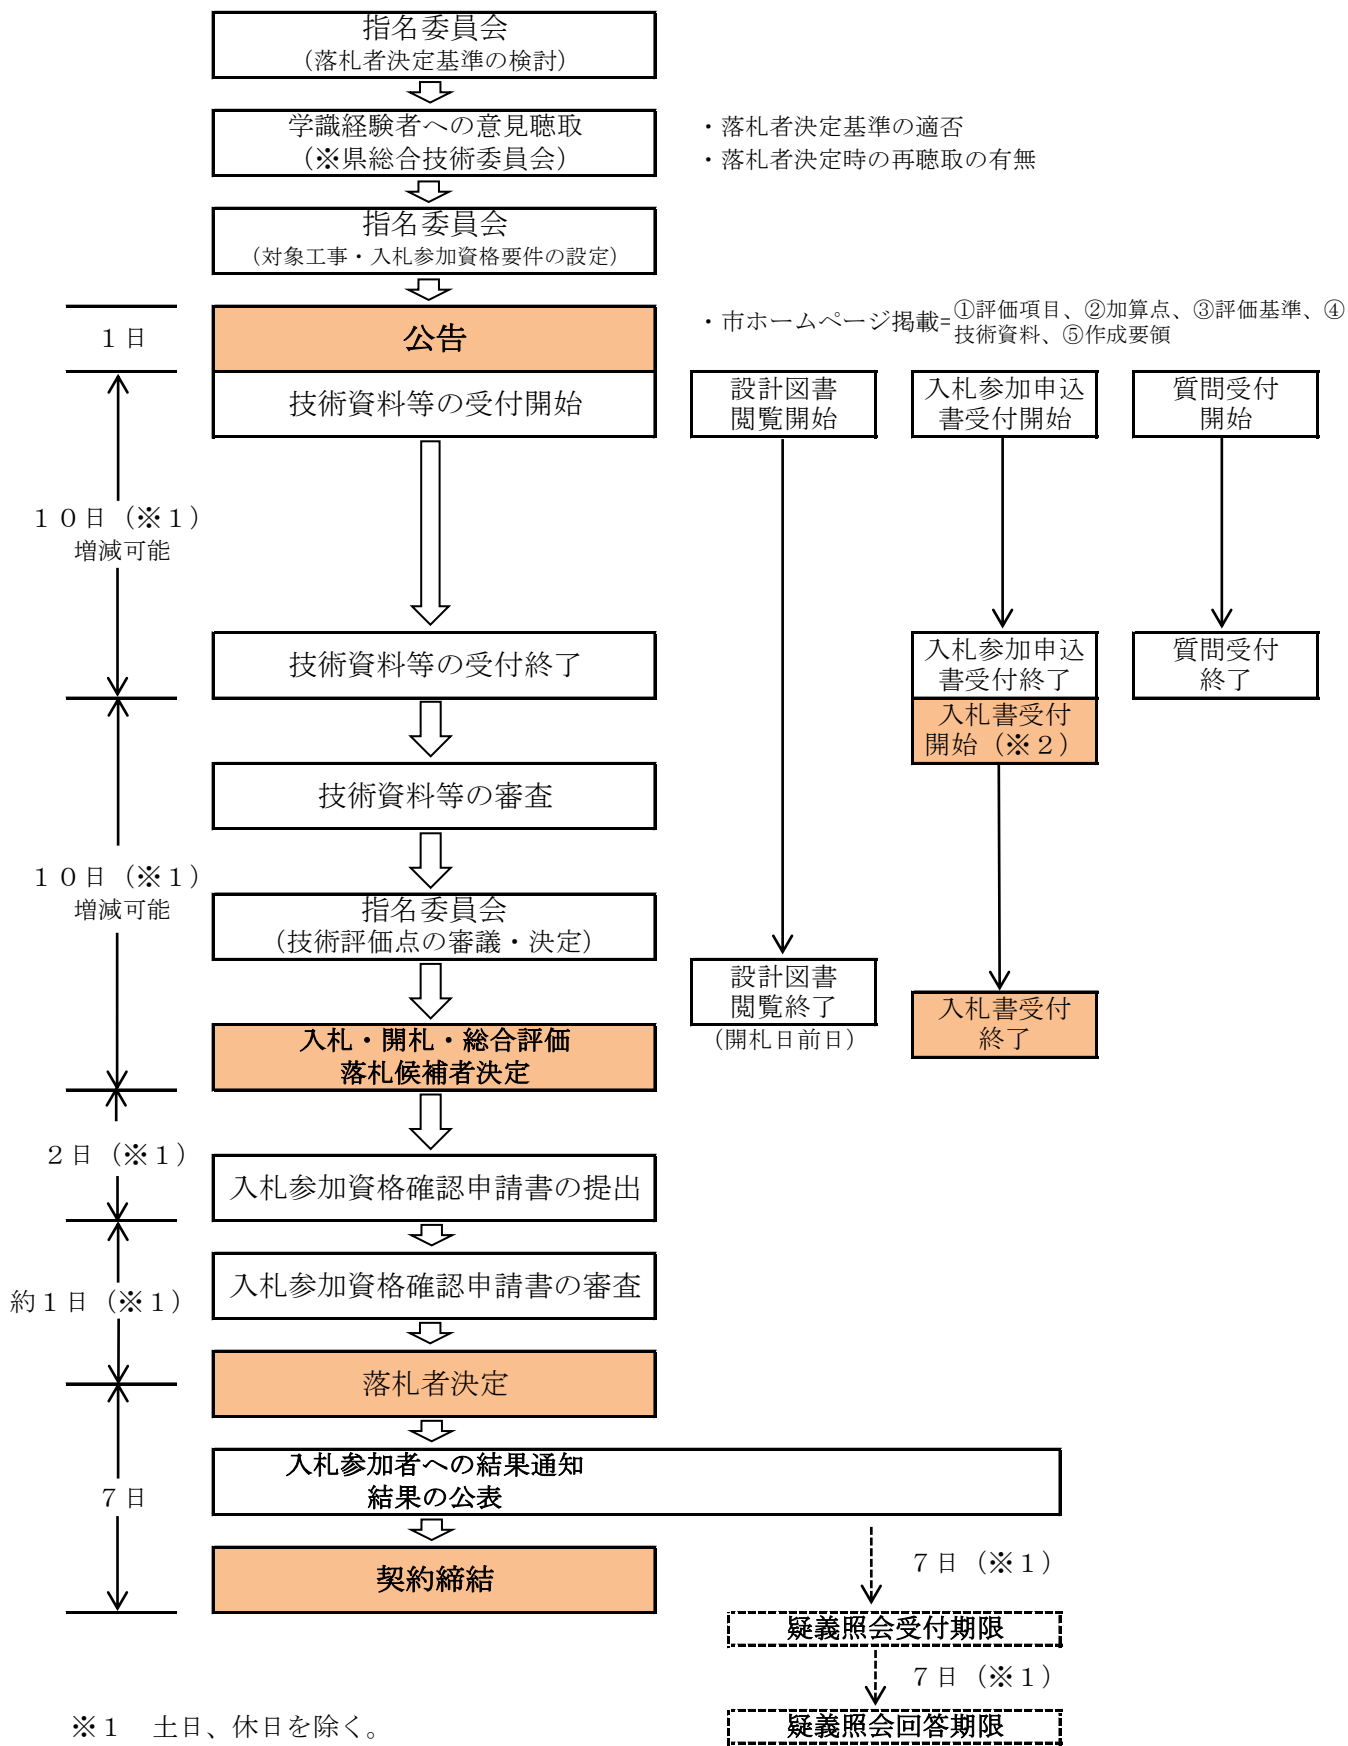 指名委員会
（落札者決定基準の検討）
学識経験者への意見聴取
（※県総合技術委員会）
・落札者決定基準の適否
・落札者決定時の再聴取の有無
指名委員会
（対象工事・入札参加資格要件の設定）
１日
公告
・市ホームページ掲載=
①評価項目、②加算点、③評価基準、④
技術資料、⑤作成要領
技術資料等の受付開始
設計図書
閲覧開始
入札参加申込
書受付開始
質問受付
開始
１０日（※１）
増減可能
技術資料等の受付終了
入札参加申込
書受付終了
質問受付
終了
入札書受付
開始（※２）
技術資料等の審査
１０日（※１）
増減可能
指名委員会
（技術評価点の審議・決定）
設計図書
閲覧終了
（開札日前日）
入札書受付
終了
入札・開札・総合評価
落札候補者決定
２日（※１）
入札参加資格確認申請書の提出
約１日（※１）
入札参加資格確認申請書の審査
落札者決定
７日
入札参加者への結果通知
結果の公表
契約締結
７日（※１）
疑義照会受付期限
７日（※１）
疑義照会回答期限
※１　土日、休日を除く。